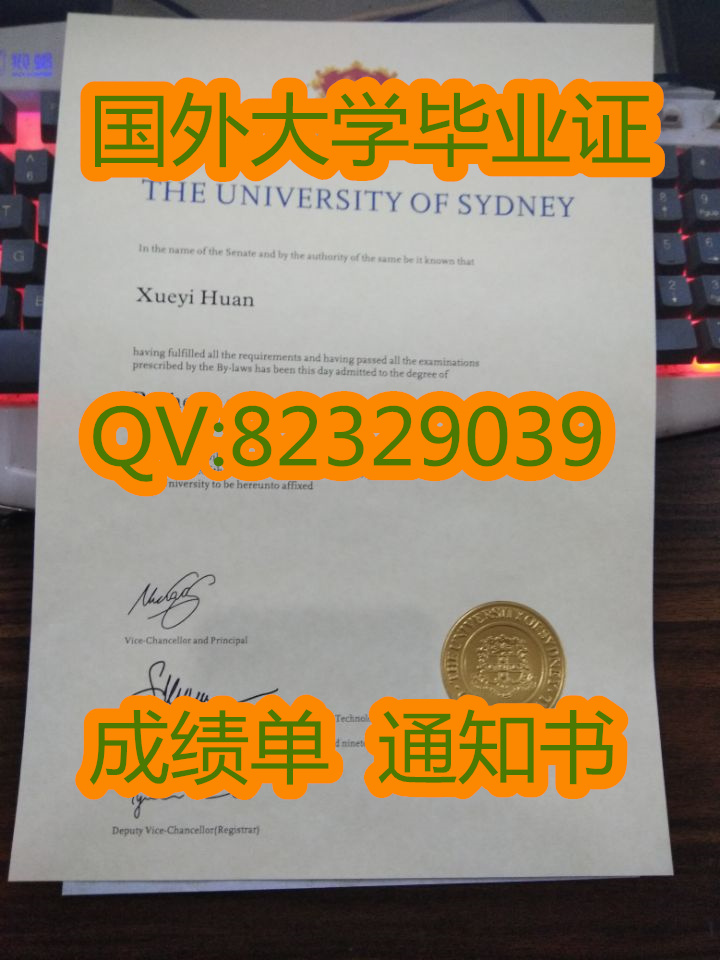 国外大学毕业证
THE UNIVERSITY OF SYDNEY
In the name of the Senate and by the authority of the same be it known that
Xueyi Huan
having fulfilled all the requirements and having passed all the examinations
prescribed by the By-laws has been this day admitted to the degree of
QV:82329039
niversity to be hereunto affixed
Vice-Chancellor and Principal
THE UNIVERSITY OF SYDNEY
成绩单 通知书
Deputy Vice-Chancellor(Registrar)